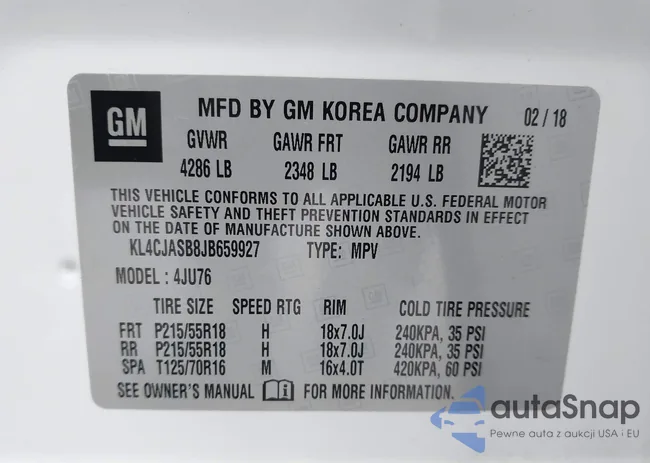 GM
MFD BY GM KOREA COMPANY 02 / 18
GVWR GAWR FRT GAWR RR
4286 LB 2348 LB 2194 LB
THIS VEHICLE CONFORMS TO ALL APPLICABLE U.S. FEDERAL MOTOR
VEHICLE SAFETY AND THEFT PREVENTION STANDARDS IN EFFECT
ON THE DATE OF MANUFACTURE SHOWN ABOVE.
KL4CJASB8JB659927 TYPE: MPV
MODEL : 4JU76
TIRE SIZE SPEED RTG RIM COLD TIRE PRESSURE
FRT P215/55R18 H 18x7.0J 240KPA, 35 PSI
RR P215/55R18 H 18x7.0J 240KPA, 35 PSI
SPA T125/70R16 M 16x4.0T 420KPA, 60 PSI
SEE OWNER'S MANUAL FOR MORE INFORMATION.
autaSnap
Pewne auta z aukcji USA i EU